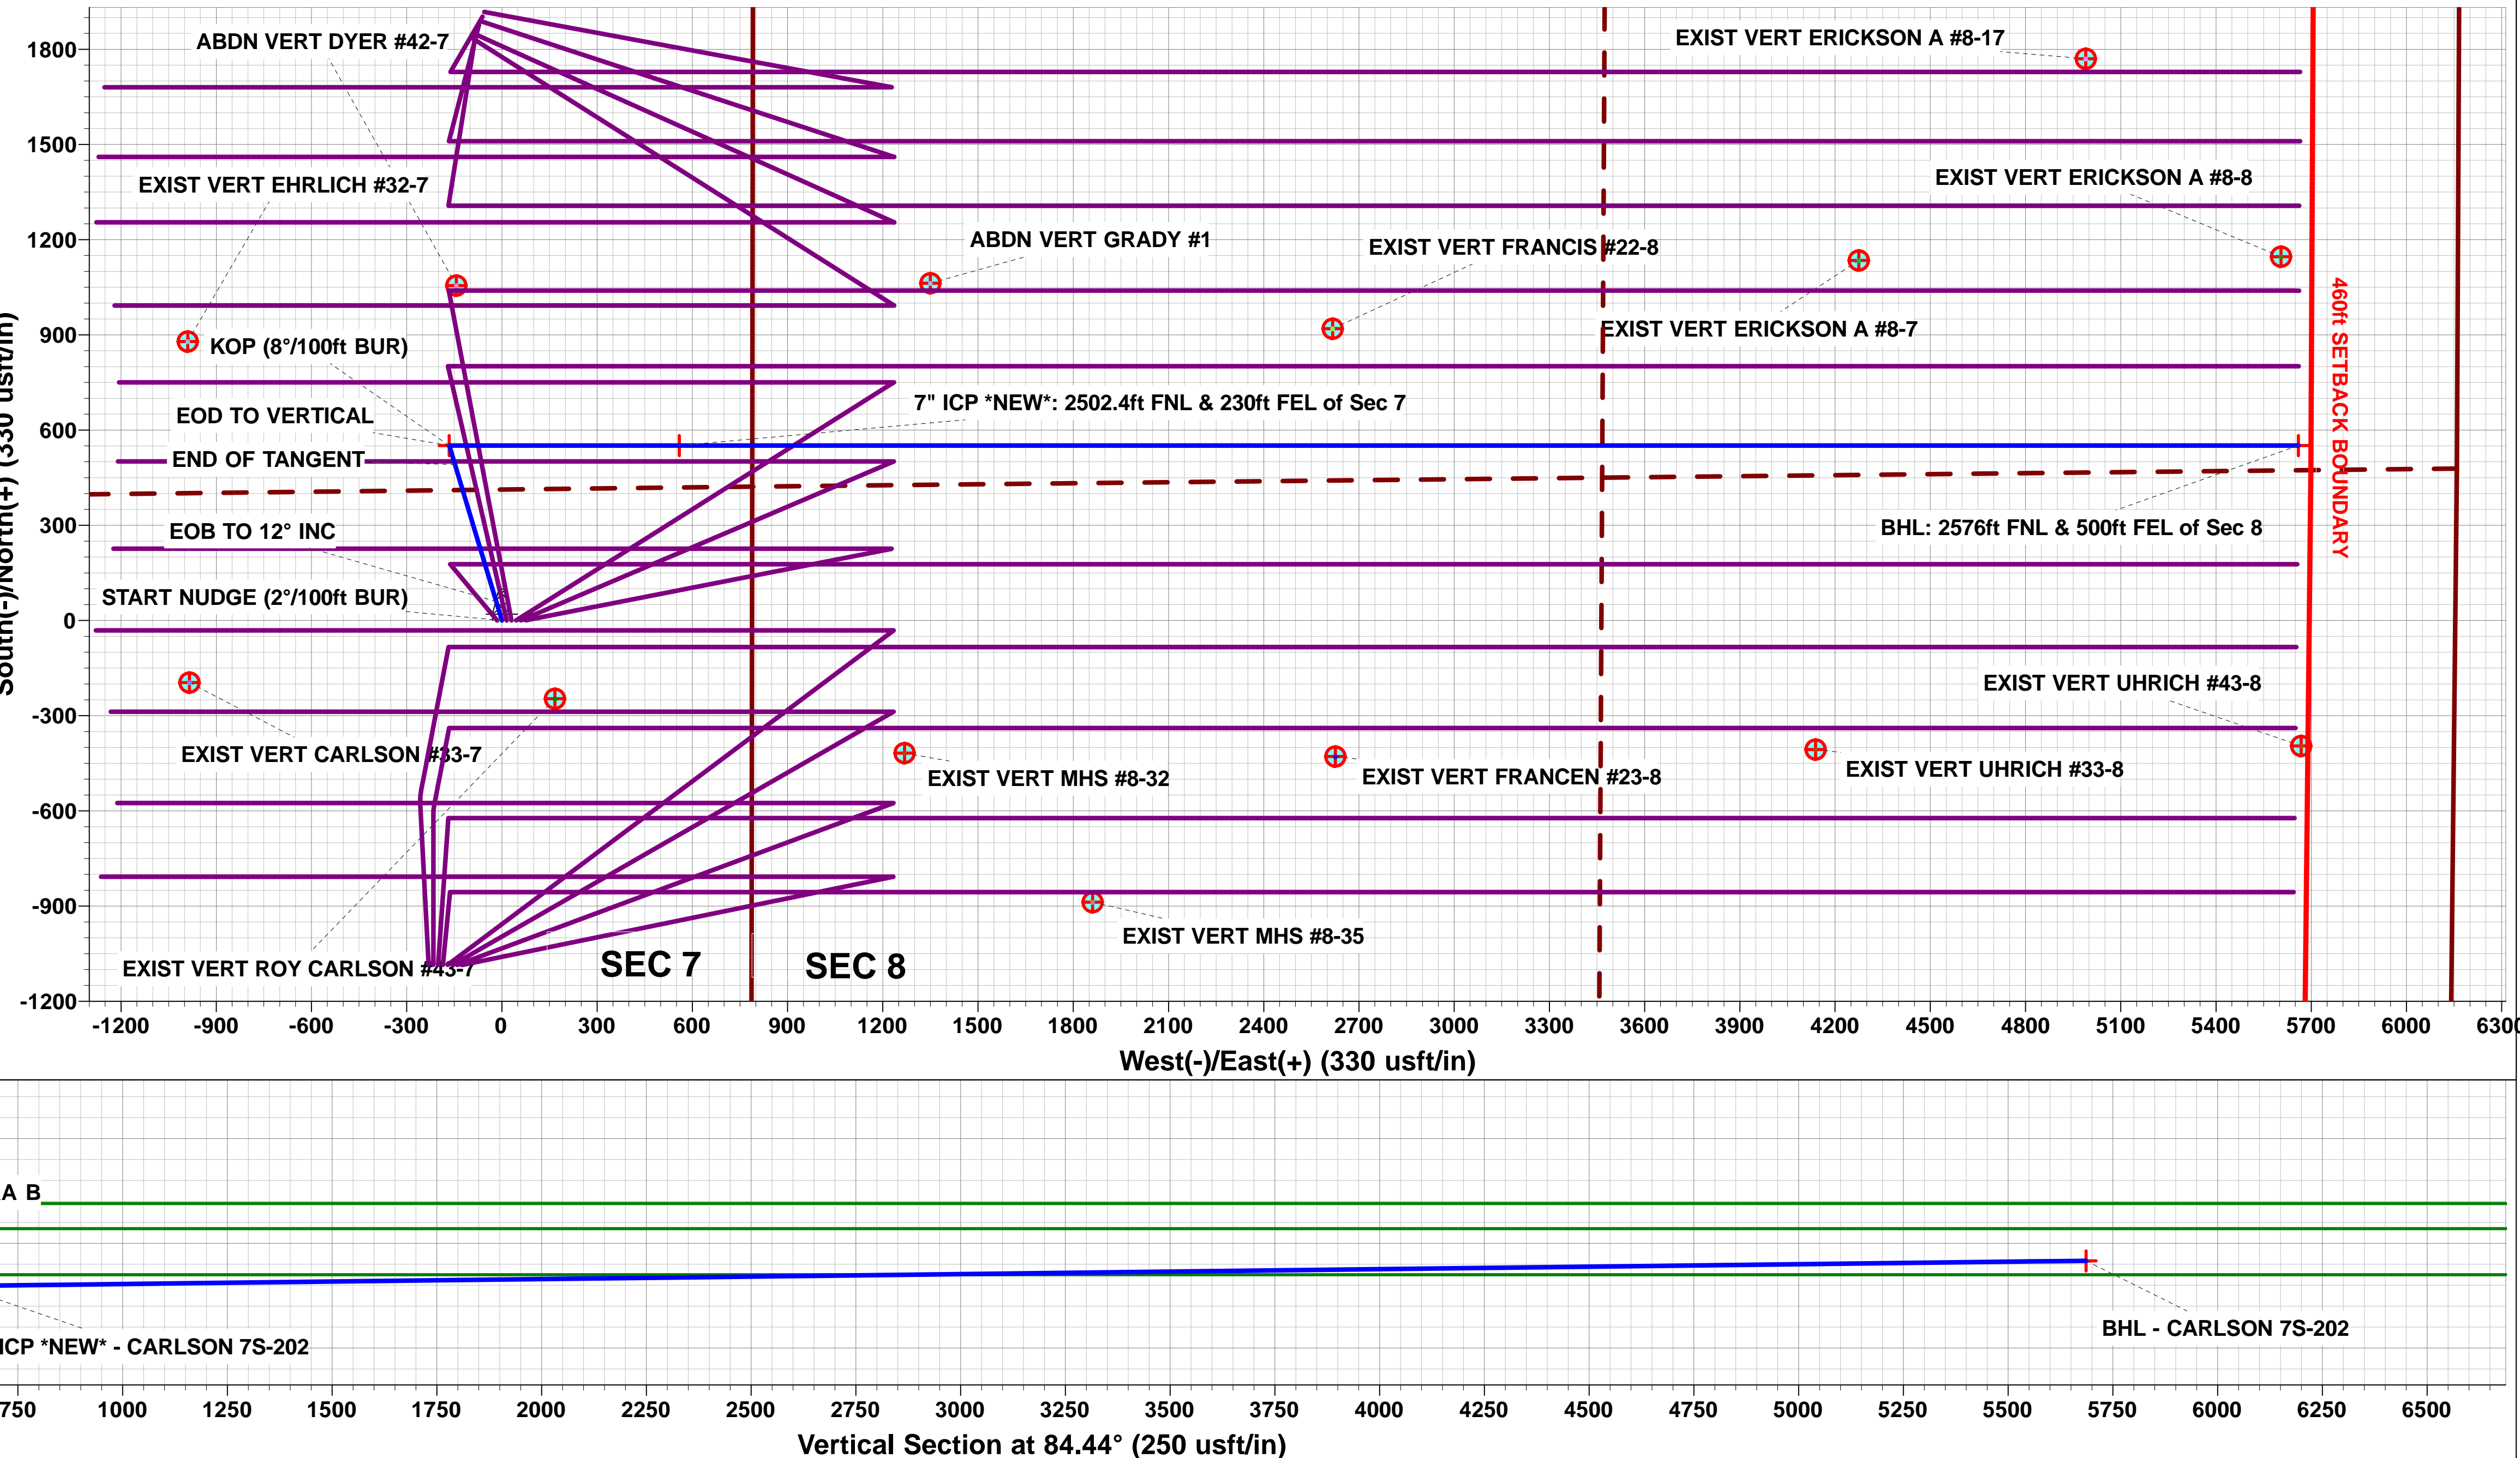 1800
1500
1200
900
600
300
0
-300
-600
-900
-1200
South(-)/North(+) (330 usft/in)
ABDN VERT DYER #42-7
EXIST VERT ERICKSON A #8-17
EXIST VERT EHRLICH #32-7
EXIST VERT ERICKSON A #8-8
ABDN VERT GRADY #1
EXIST VERT FRANCIS #22-8
EXIST VERT ERICKSON A #8-7
KOP (8°/100ft BUR)
7" ICP *NEW*: 2502.4ft FNL & 230ft FEL of Sec 7
EOD TO VERTICAL
END OF TANGENT
460ft SETBACK BOUNDARY
EOB TO 12° INC
BHL: 2576ft FNL & 500ft FEL of Sec 8
START NUDGE (2°/100ft BUR)
EXIST VERT UHRICH #43-8
EXIST VERT CARLSON #33-7
EXIST VERT MHS #8-32
EXIST VERT FRANCEN #23-8
EXIST VERT UHRICH #33-8
EXIST VERT MHS #8-35
EXIST VERT ROY CARLSON #43-7
SEC 7
SEC 8
-1200 -900 -600 -300 0 300 600 900 1200 1500 1800 2100 2400 2700 3000 3300 3600 3900 4200 4500 4800 5100 5400 5700 6000 6300
West(-)/East(+) (330 usft/in)
A B
ICP *NEW* - CARLSON 7S-202
BHL - CARLSON 7S-202
750 1000 1250 1500 1750 2000 2250 2500 2750 3000 3250 3500 3750 4000 4250 4500 4750 5000 5250 5500 5750 6000 6250 6500
Vertical Section at 84.44° (250 usft/in)